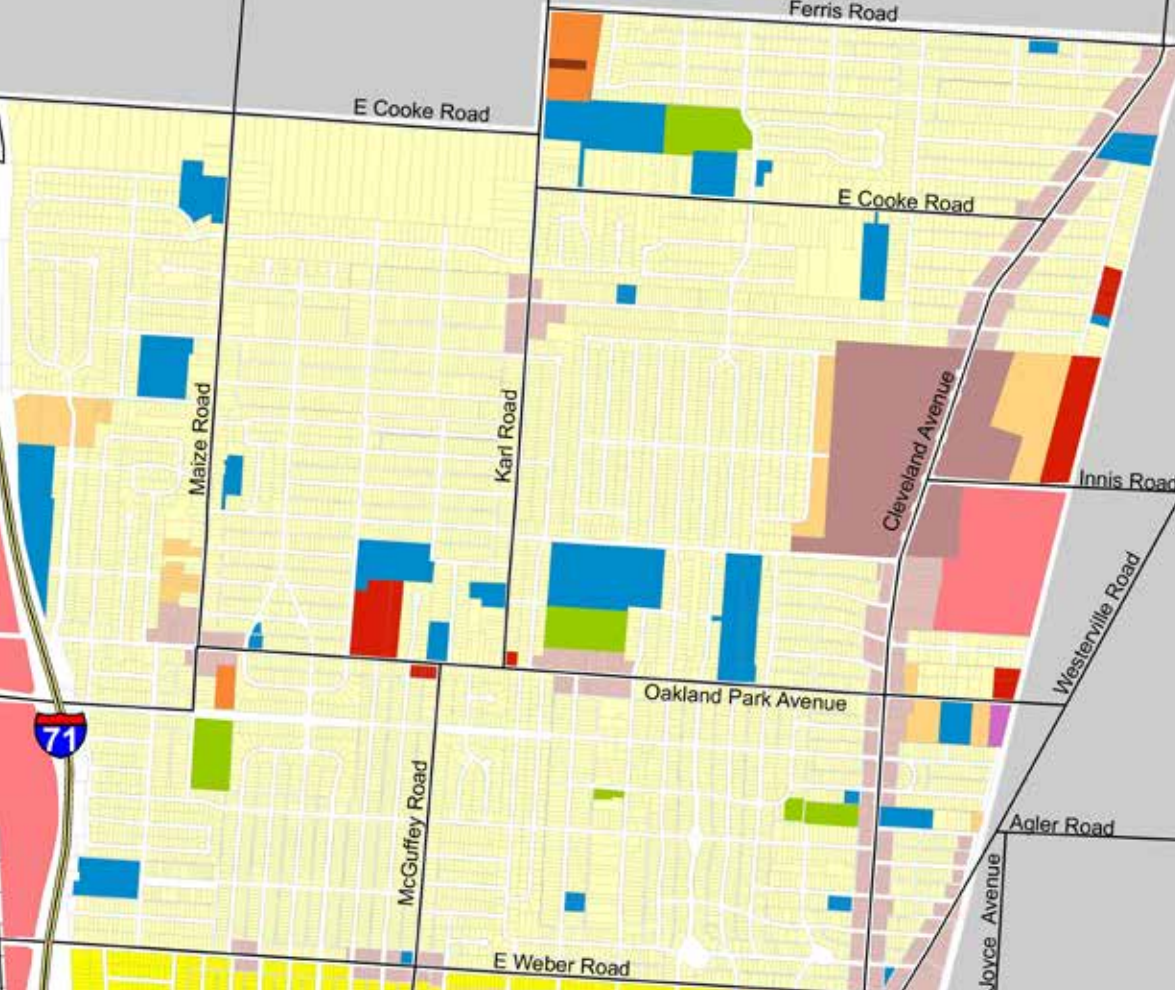 Ferris Road
E Cooke Road
E Cooke Road
Maize Road
Karl Road
Cleveland Avenue
Innis Road
Westerville Road
Oakland Park Avenue
71
McGuffey Road
Agler Road
Joyce Avenue
E Weber Road